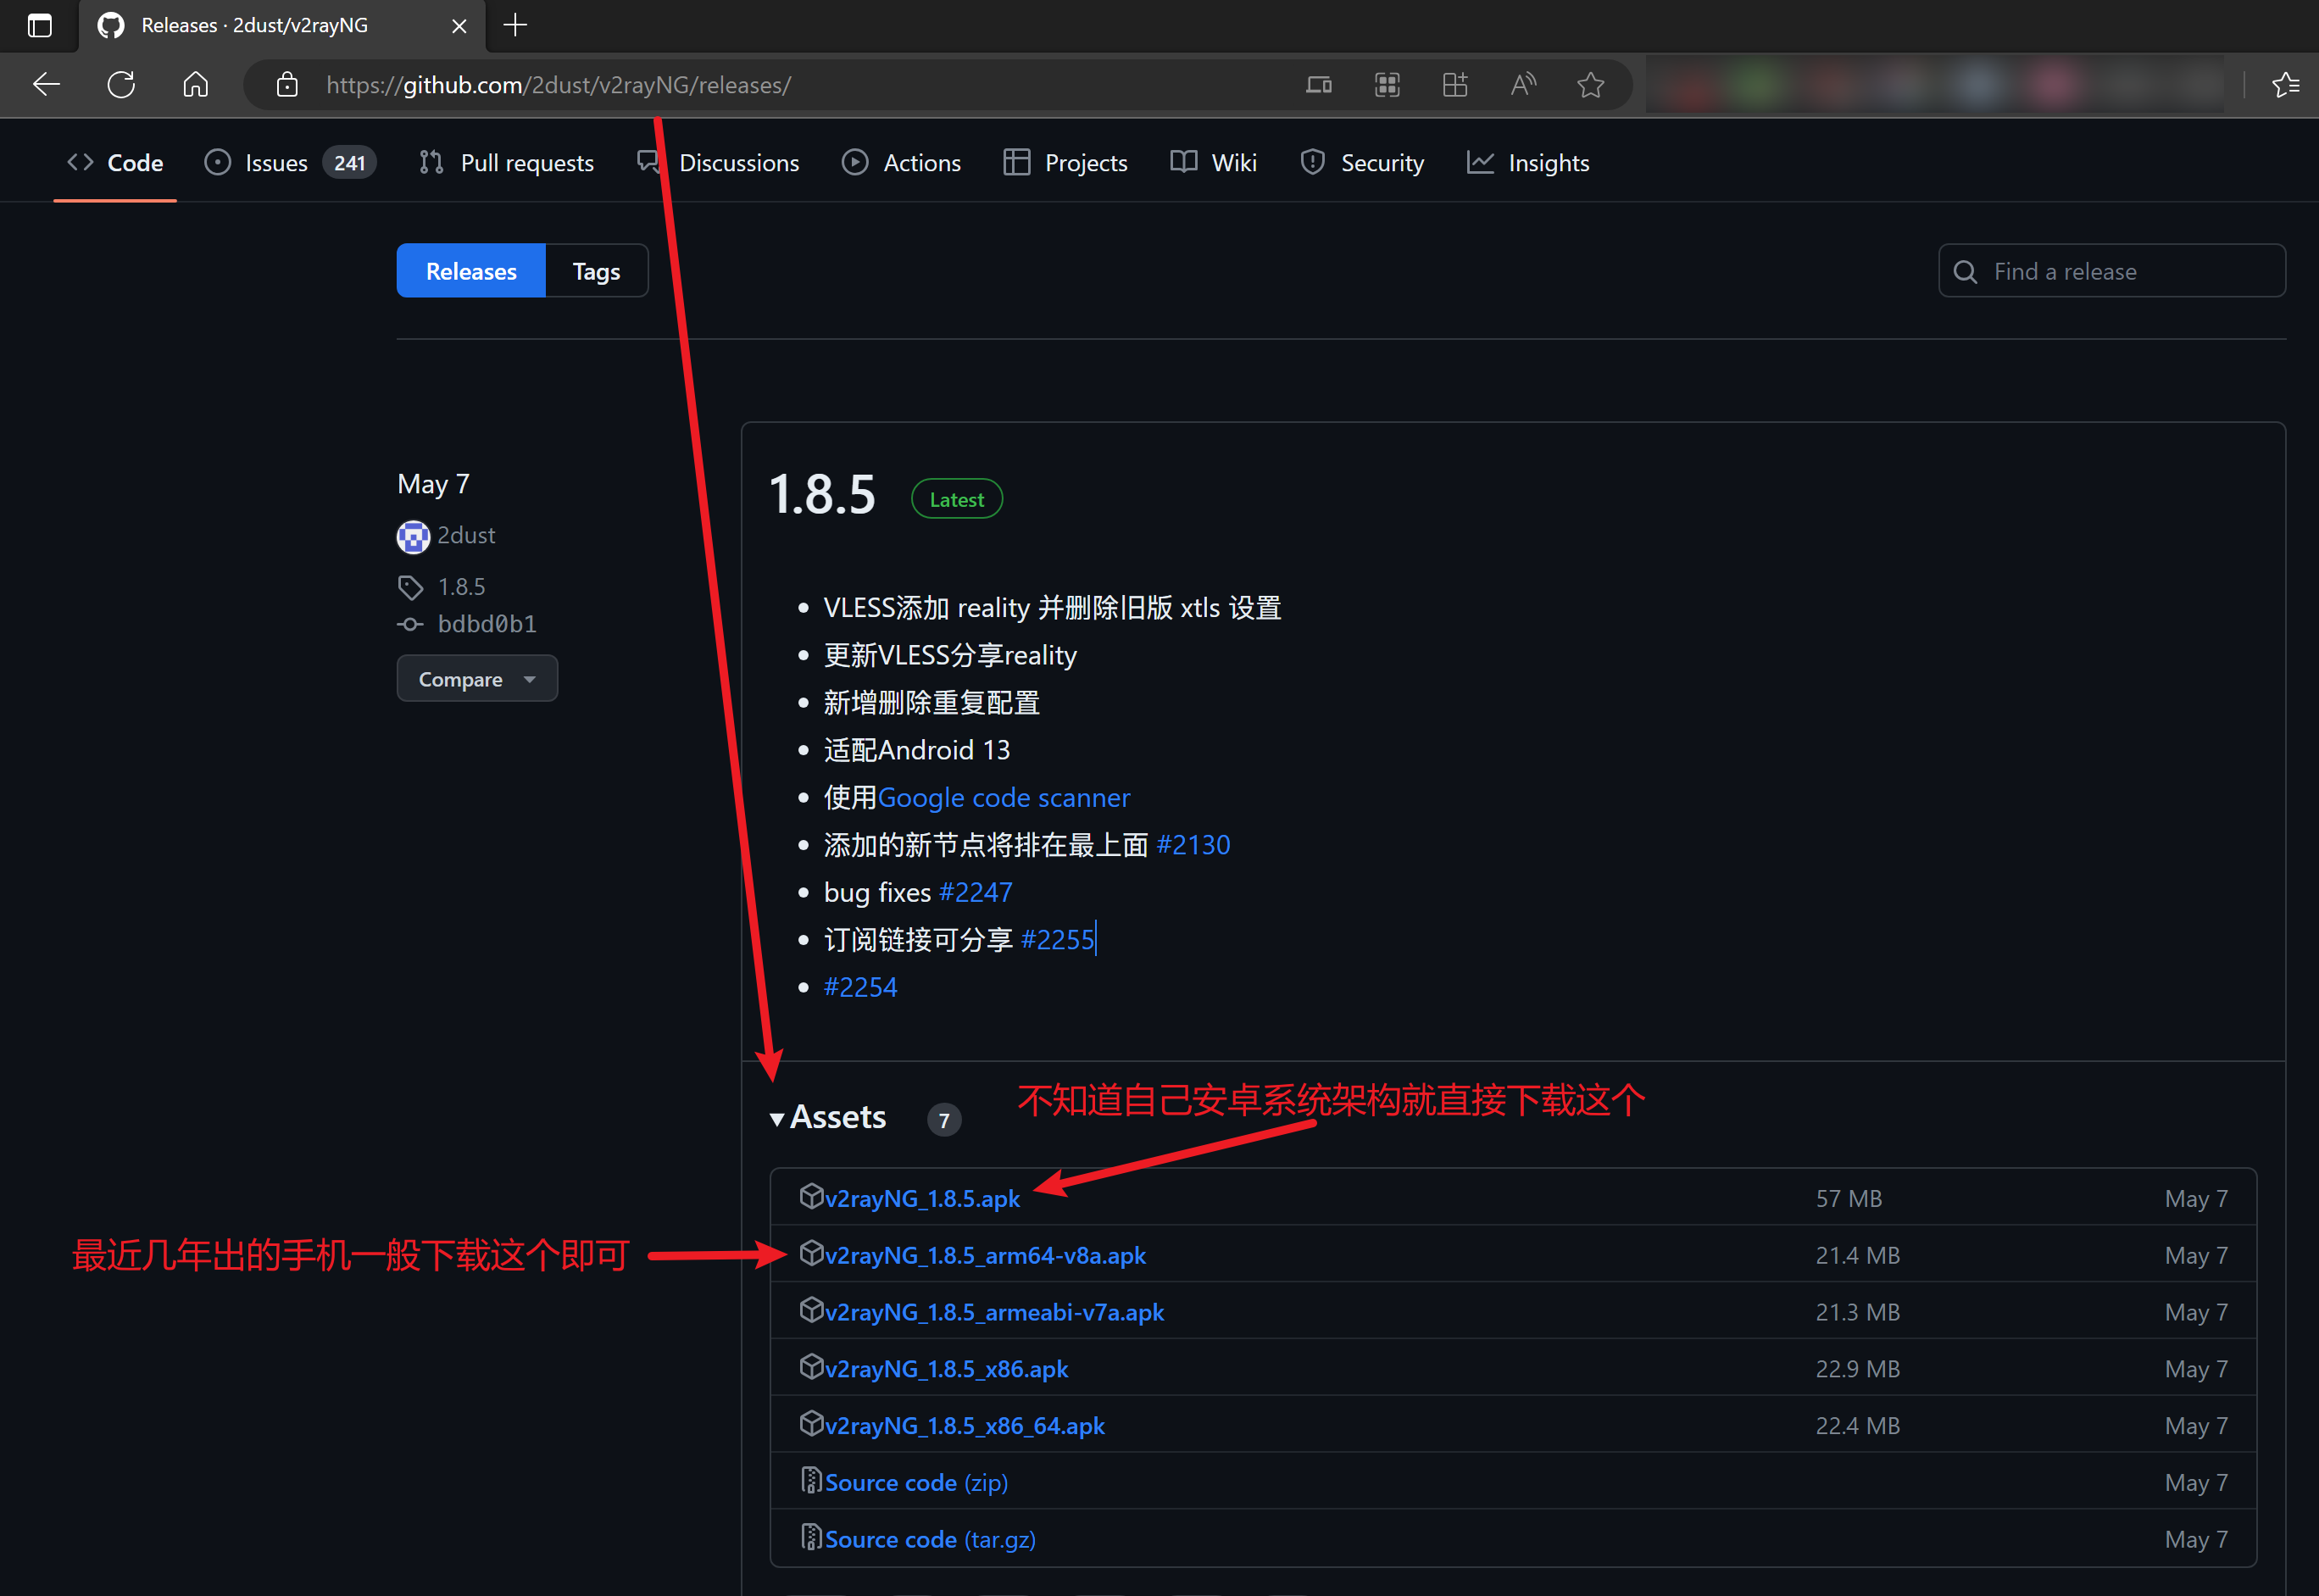 Releases · 2dust/v2rayNG
https://github.com/2dust/v2rayNG/releases/
Code Issues 241 Pull requests Discussions Actions Projects Wiki Security Insights
Releases Tags Find a release
May 7
2dust
1.8.5
bdbd0b1
Compare
1.8.5 Latest
VLESS添加 reality 并删除旧版 xtls 设置
更新VLESS分享reality
新增删除重复配置
适配Android 13
使用Google code scanner
添加的新节点将排在最上面 #2130
bug fixes #2247
订阅链接可分享 #2255
#2254
Assets 7
不知道自己安卓系统架构就直接下载这个
v2rayNG_1.8.5.apk 57 MB May 7
最近几年出的手机一般下载这个即可
v2rayNG_1.8.5_arm64-v8a.apk 21.4 MB May 7
v2rayNG_1.8.5_armeabi-v7a.apk 21.3 MB May 7
v2rayNG_1.8.5_x86.apk 22.9 MB May 7
v2rayNG_1.8.5_x86_64.apk 22.4 MB May 7
Source code (zip) May 7
Source code (tar.gz) May 7